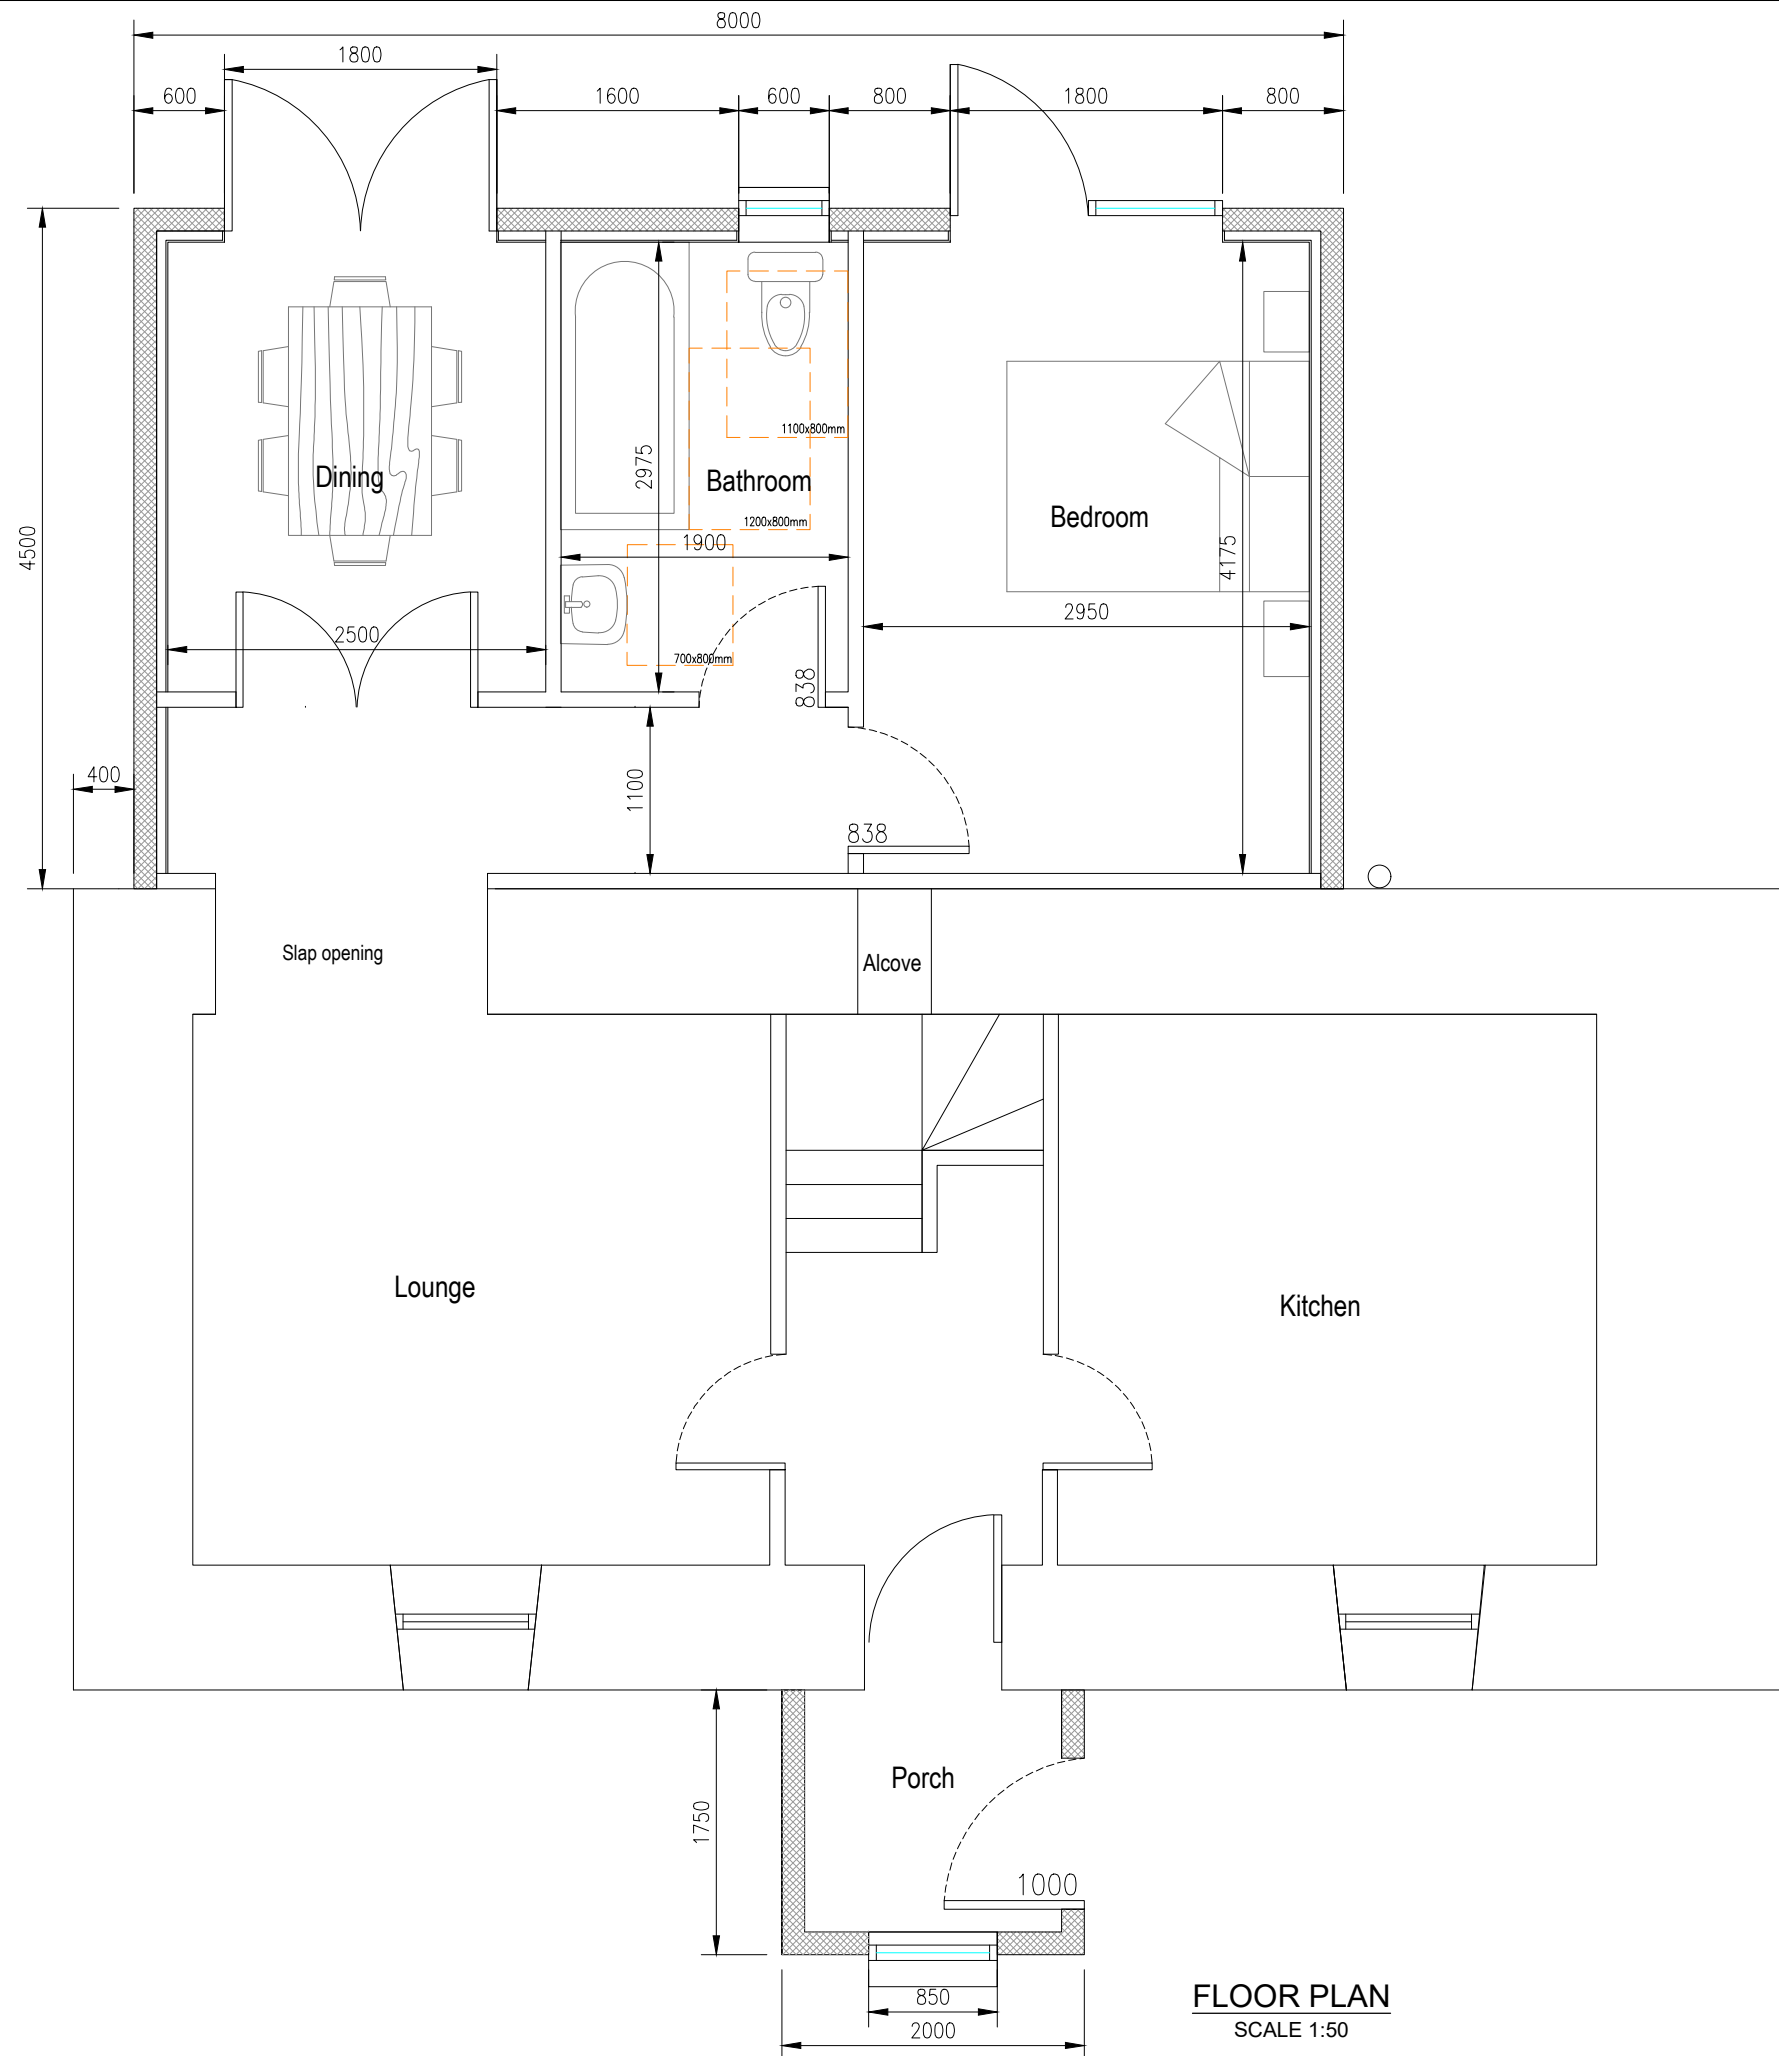 8000
1800
600
1600
600
800
1800
800
4500
1100x800mm
2975
Dining
Bathroom
Bedroom
1200x800mm
1900
4175
2950
2500
700x800mm
838
400
1100
838
Slap opening
Alcove
Lounge
Kitchen
Porch
1750
1000
850
2000
FLOOR PLAN
SCALE 1:50